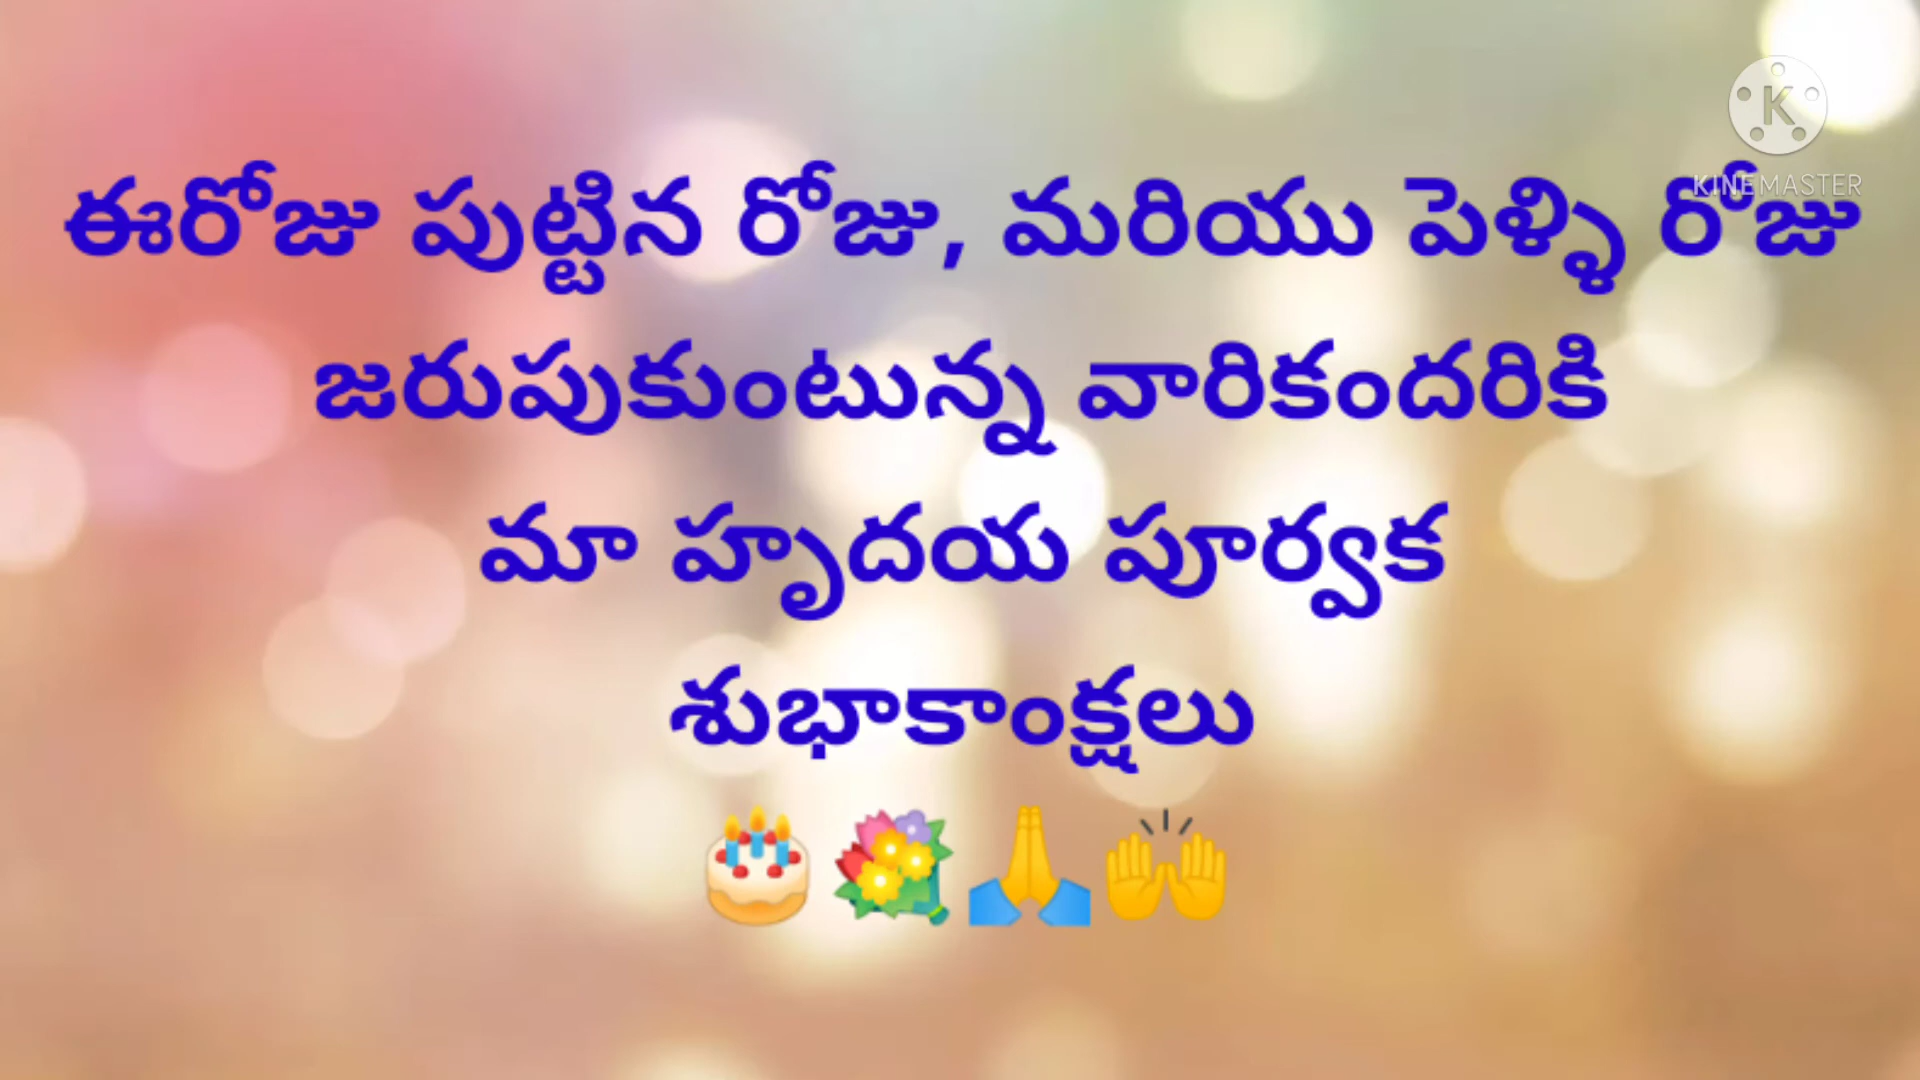 KINEMASTER
ఈరోజు పుట్టిన రోజు, మరియు పెళ్ళి రోజు
జరుపుకుంటున్న వారికందరికి
మా హృదయ పూర్వక
శుభాకాంక్షలు
🎂💐🙏🙌